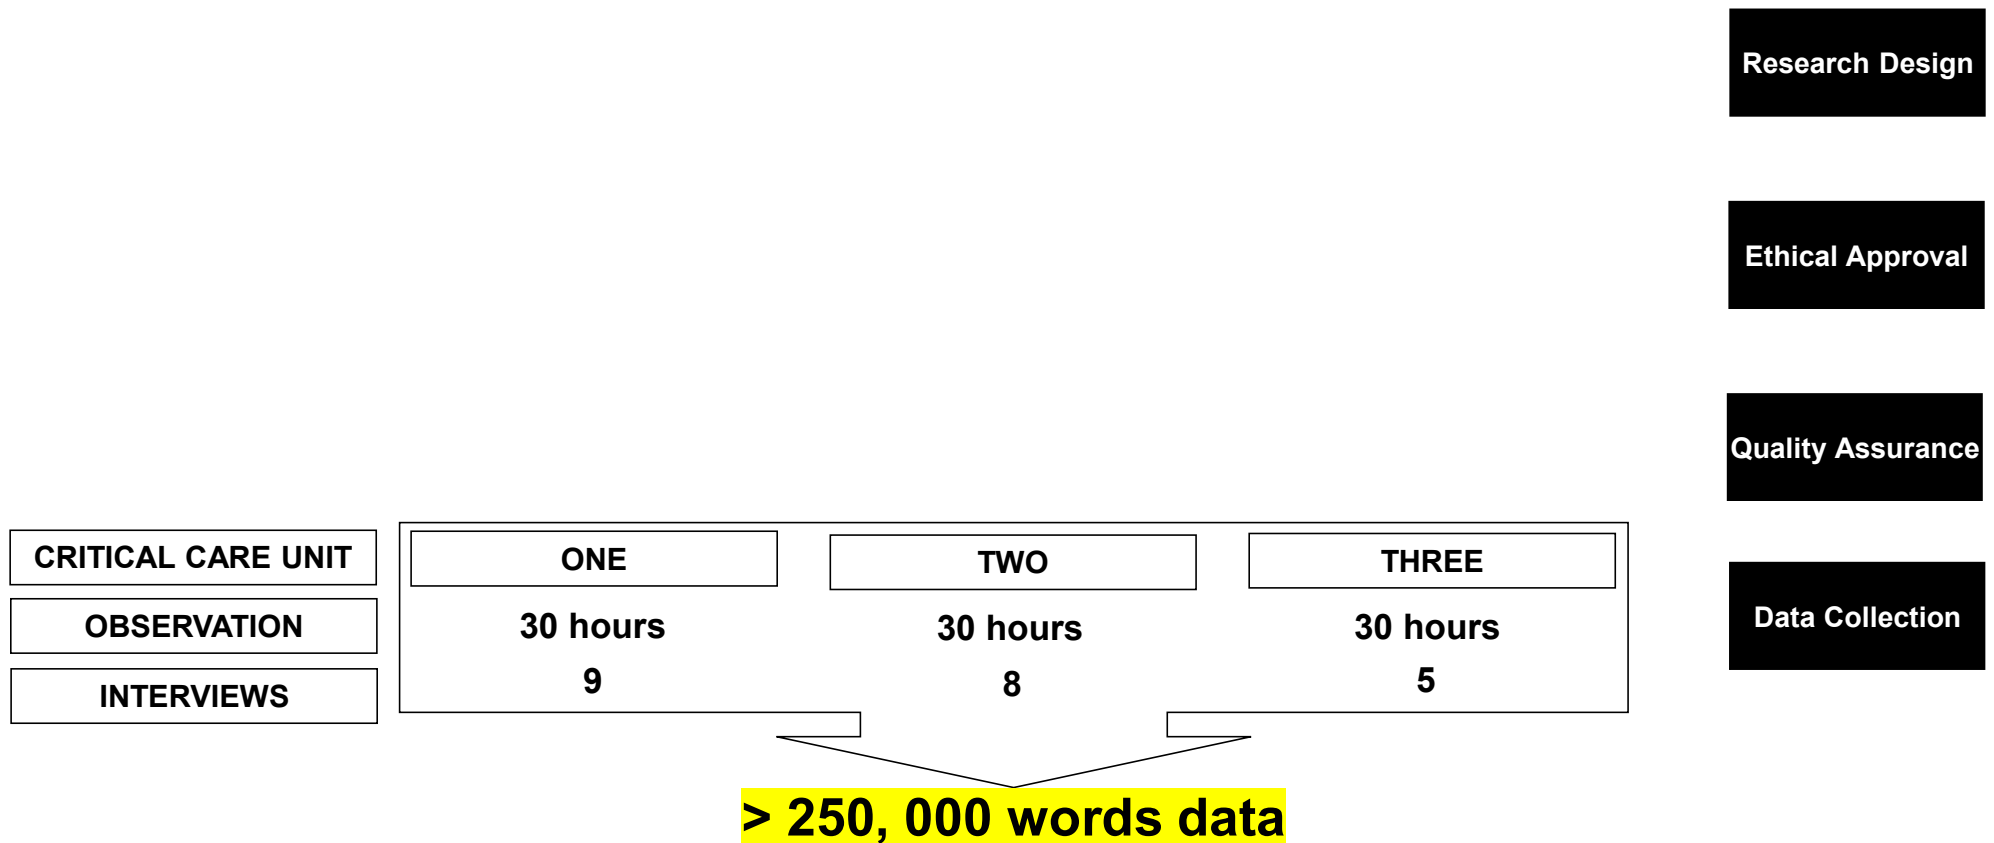 Research Design
Ethical Approval
Quality Assurance
CRITICAL CARE UNIT
ONE
TWO
THREE
OBSERVATION
30 hours
30 hours
30 hours
Data Collection
INTERVIEWS
9
8
5
> 250, 000 words data